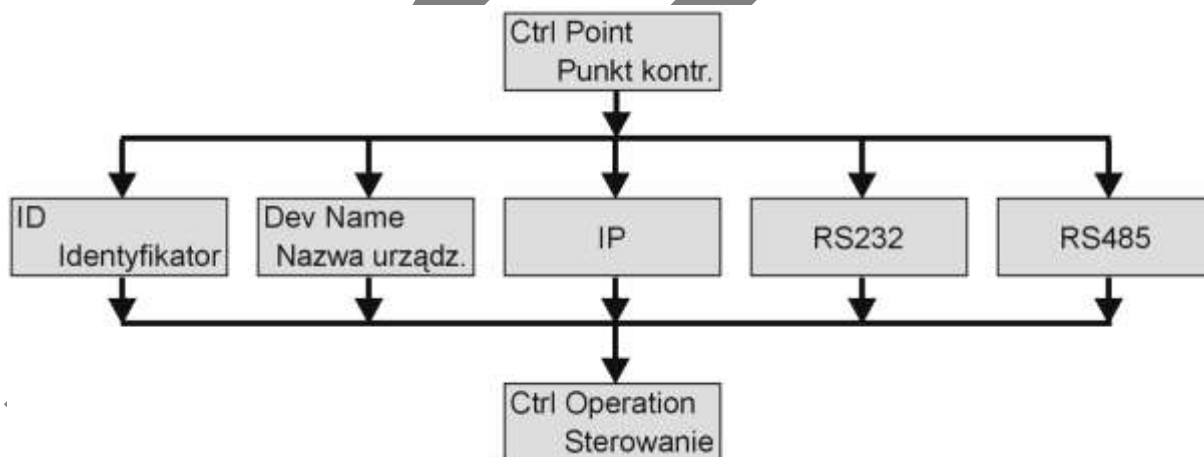 Ctrl Point
Punkt kontr.
ID
Identyfikator
Dev Name
Nazwa urządz.
IP
RS232
RS485
Ctrl Operation
Sterowanie